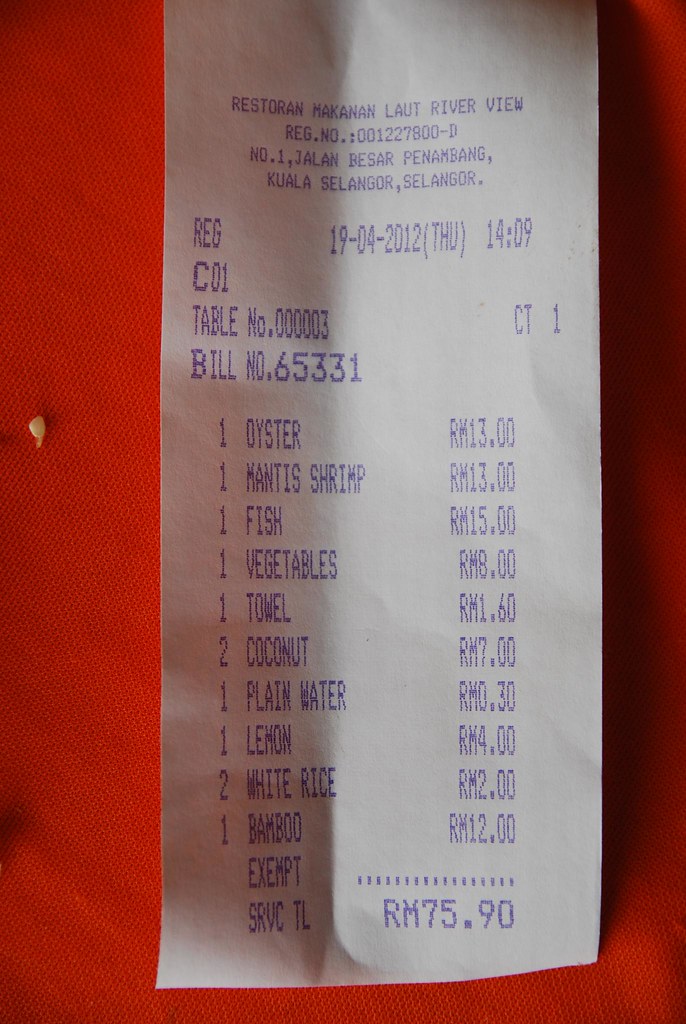 RESTORAN MAKANAN LAUT RIVER VIEW
REG.NO.:001227800-D
NO.1,JALAN BESAR PENAMBANG,
KUALA SELANGOR,SELANGOR.
REG 19-04-2012(THU) 14:09
C01
TABLE No.000003 CT 1
BILL NO.65331
1 OYSTER RM13.00
1 MANTIS SHRIMP RM13.00
1 FISH RM15.00
1 VEGETABLES RM8.00
1 TOWEL RM1.60
2 COCONUT RM7.00
1 PLAIN WATER RM0.30
1 LEMON RM4.00
2 WHITE RICE RM2.00
1 BAMBOO RM12.00
EXEMPT
SRVC TL RM75.90